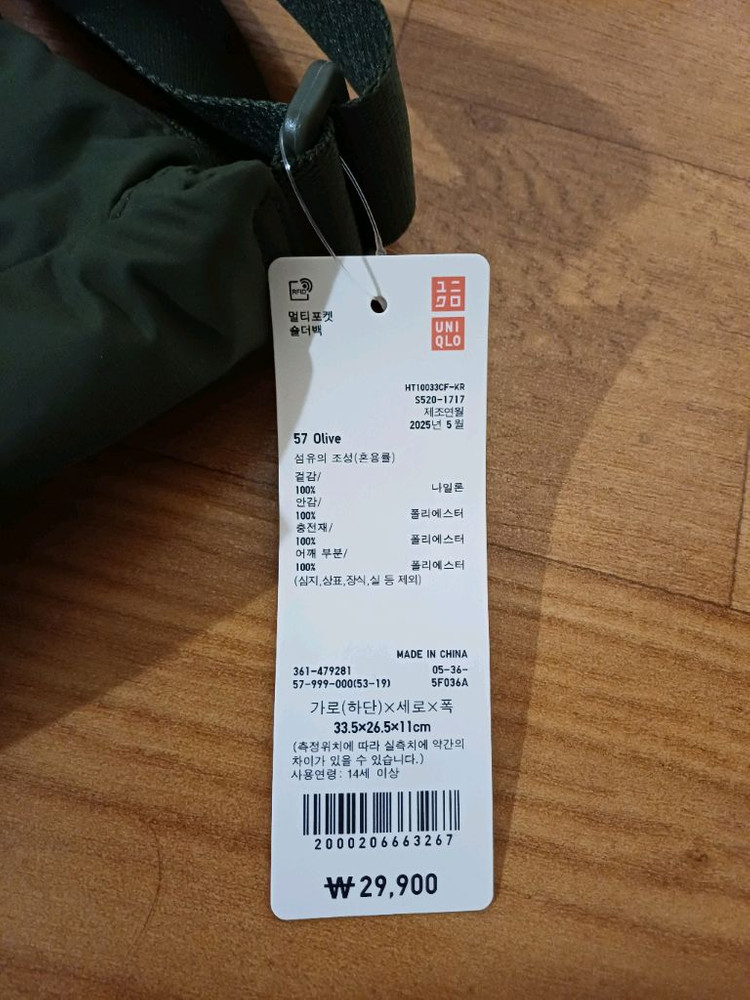 RFID
멀티포켓
숄더백
ユニ
クロ
UNI
QLO
HT10033CF-KR
S520-1717
제조연월
2025년 5월
57 Olive
섬유의 조성(혼용률)
겉감/
100% 나일론
안감/
100% 폴리에스터
충전재/
100% 폴리에스터
어깨 부분/
100% 폴리에스터
(심지,상표,장식,실 등 제외)
MADE IN CHINA
361-479281 05-36-
57-999-000(53-19) 5F036A
가로(하단)×세로×폭
33.5×26.5×11cm
(측정위치에 따라 실측치에 약간의
차이가 있을 수 있습니다.)
사용연령: 14세 이상
2000206663267
₩29,900